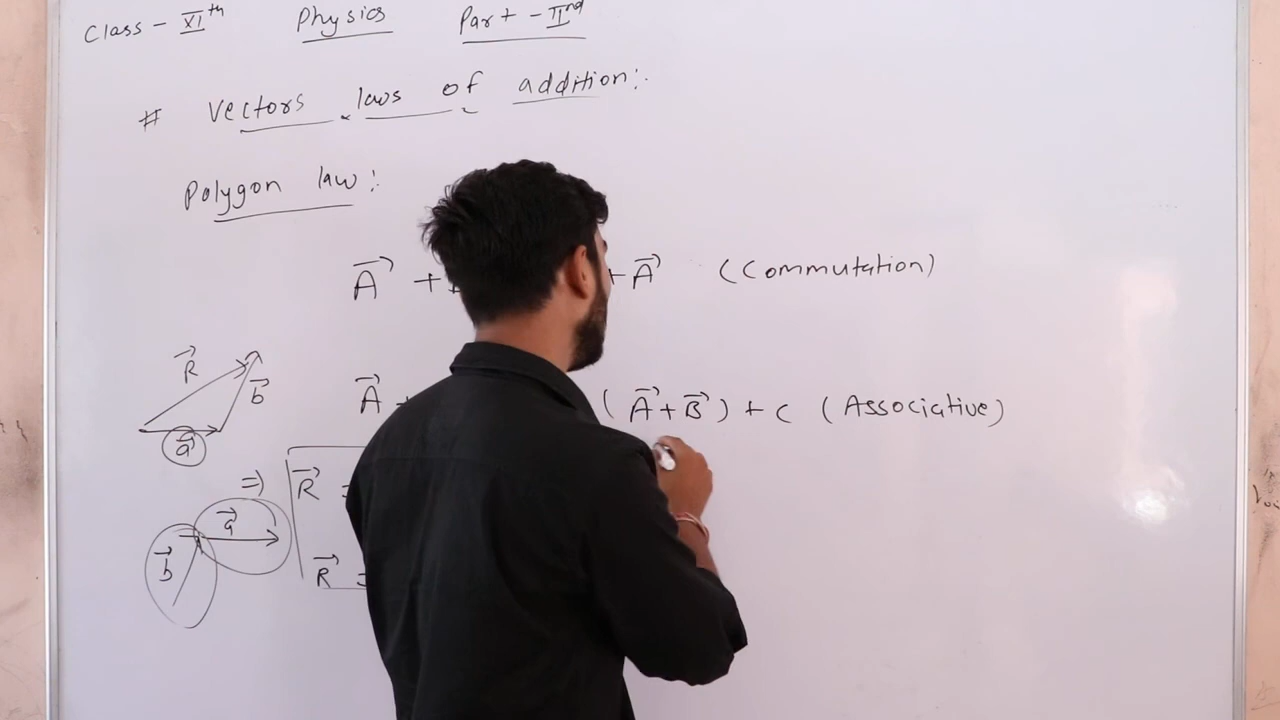 Class - XIth Physics Part - IInd
# Vectors laws of addition:
Polygon law:
A⃗ + + A⃗ (Commutation)
R⃗
b⃗
a⃗
A⃗ + (A⃗ + B⃗) + C (Associative)
=> R⃗ =
a⃗
b⃗
R⃗ =